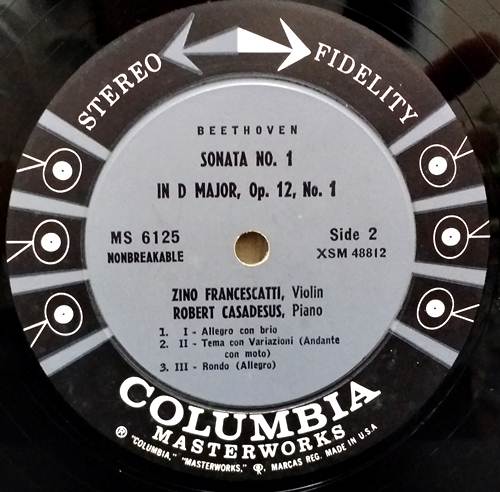 STEREO FIDELITY
BEETHOVEN
SONATA NO. 1
IN D MAJOR, Op. 12, No. 1
MS 6125
NONBREAKABLE
Side 2
XSM 48812
ZINO FRANCESCATTI, Violin
ROBERT CASADESUS, Piano
1. I - Allegro con brio
2. II - Tema con Variazioni (Andante
con moto)
3. III - Rondo (Allegro)
COLUMBIA
MASTERWORKS
® "COLUMBIA," "MASTERWORKS," MARCAS REG. MADE IN U.S.A